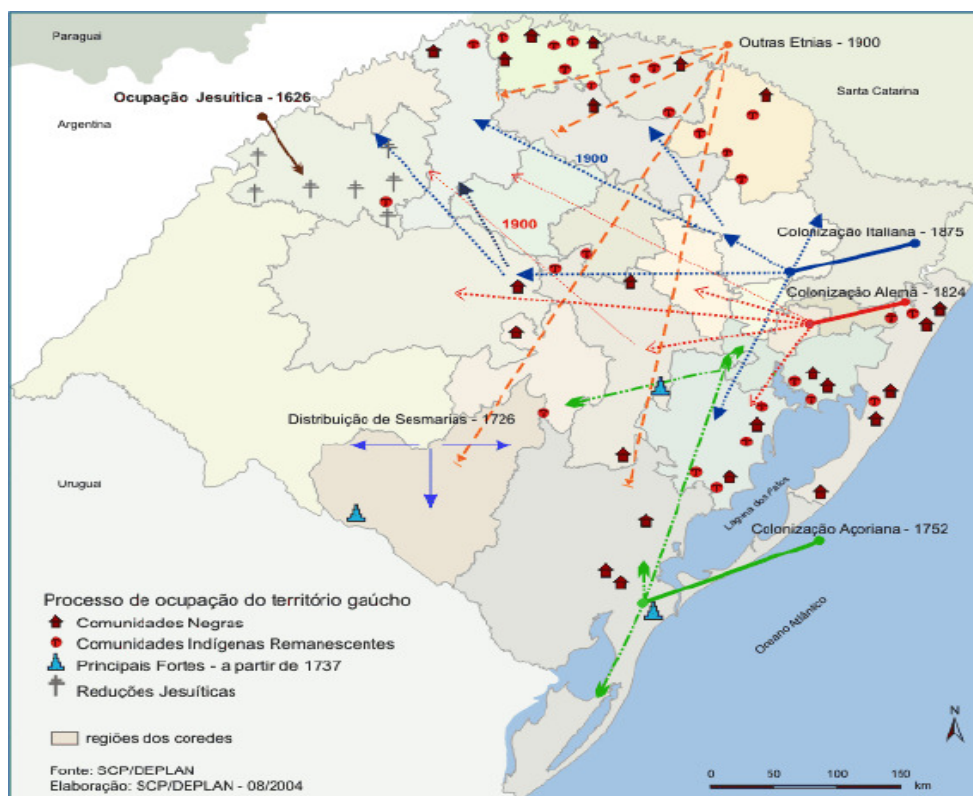 Paraguai
Outras Etnias - 1900
Santa Catarina
Ocupação Jesuítica - 1626
Argentina
1900
1900
Colonização Italiana - 1875
Colonização Alemã - 1824
Distribuição de Sesmarias - 1726
Uruguai
Laguna dos Patos
Colonização Açoriana - 1752
Oceano Atlântico
Processo de ocupação do território gaúcho
Comunidades Negras
Comunidades Indígenas Remanescentes
Principais Fortes - a partir de 1737
Reduções Jesuíticas
regiões dos coredes
Fonte: SCP/DEPLAN
Elaboração: SCP/DEPLAN - 08/2004
N
0 50 100 150
km